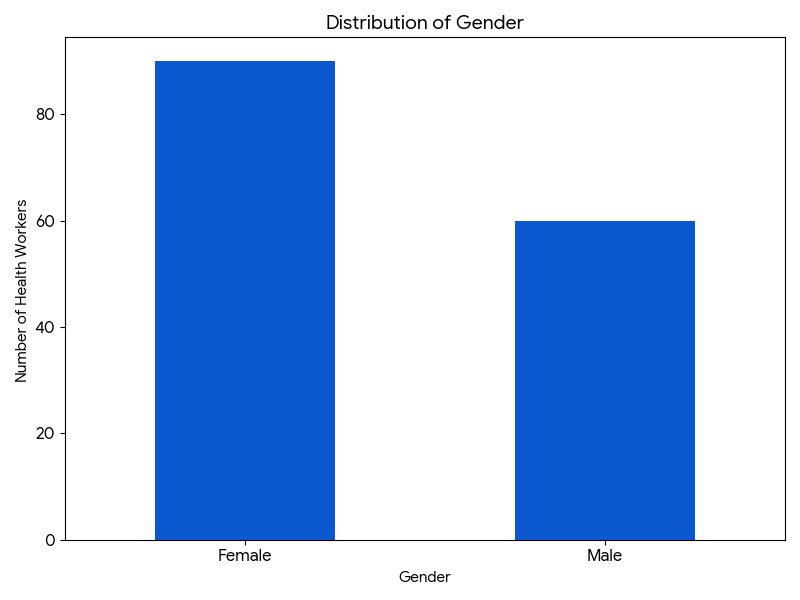 Distribution of Gender
Number of Health Workers
80
60
40
20
0
Female
Male
Gender